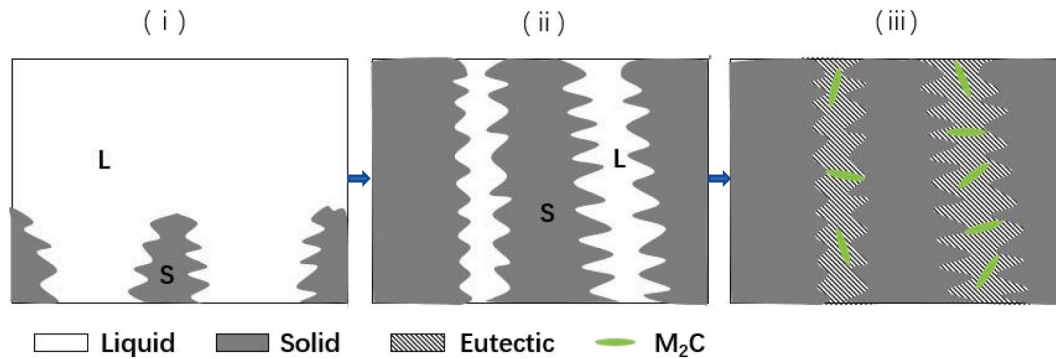 (i) (ii) (iii)
L
L
S
S
Liquid Solid Eutectic M₂C